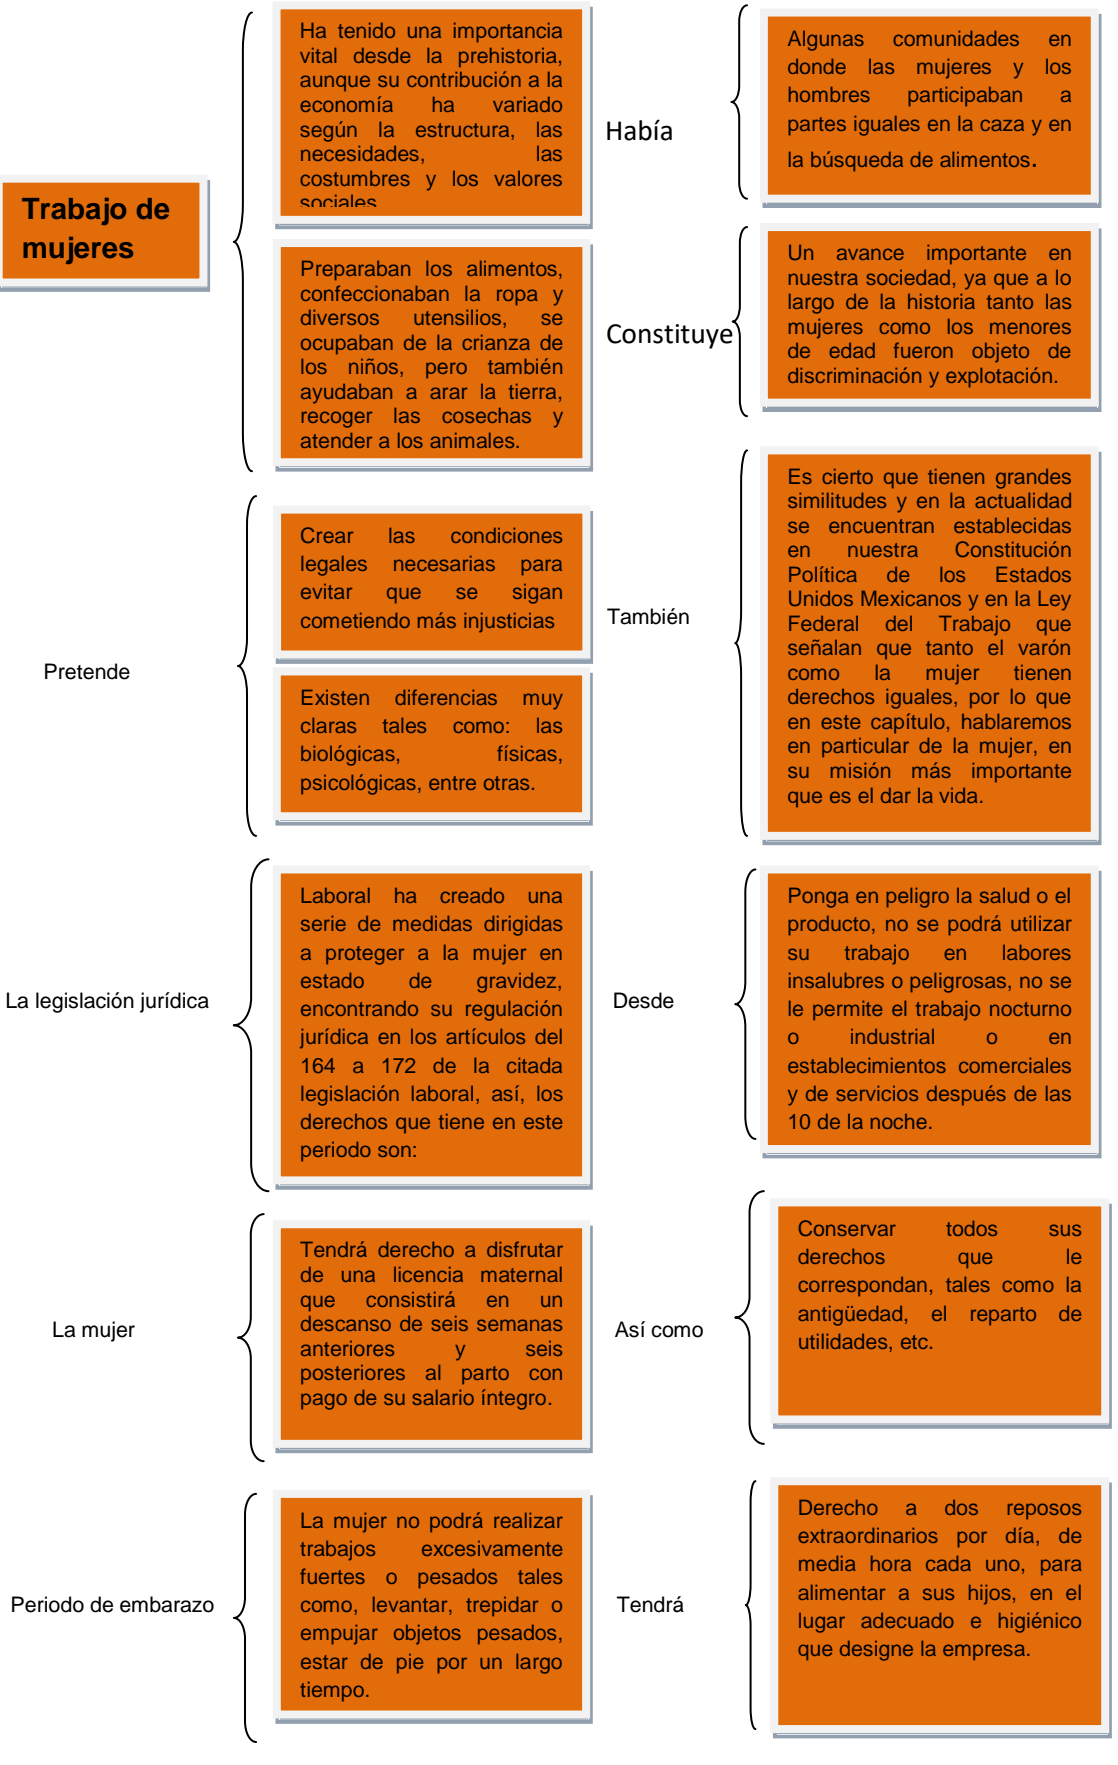 Trabajo de
mujeres
Ha tenido una importancia
vital desde la prehistoria,
aunque su contribución a la
economía ha variado
según la estructura, las
necesidades, las
costumbres y los valores
sociales
Preparaban los alimentos,
confeccionaban la ropa y
diversos utensilios, se
ocupaban de la crianza de
los niños, pero también
ayudaban a arar la tierra,
recoger las cosechas y
atender a los animales.
Había
Algunas comunidades en
donde las mujeres y los
hombres participaban a
partes iguales en la caza y en
la búsqueda de alimentos.
Constituye
Un avance importante en
nuestra sociedad, ya que a lo
largo de la historia tanto las
mujeres como los menores
de edad fueron objeto de
discriminación y explotación.
Pretende
Crear las condiciones
legales necesarias para
evitar que se sigan
cometiendo más injusticias
Existen diferencias muy
claras tales como: las
biológicas, físicas,
psicológicas, entre otras.
También
Es cierto que tienen grandes
similitudes y en la actualidad
se encuentran establecidas
en nuestra Constitución
Política de los Estados
Unidos Mexicanos y en la Ley
Federal del Trabajo que
señalan que tanto el varón
como la mujer tienen
derechos iguales, por lo que
en este capítulo, hablaremos
en particular de la mujer, en
su misión más importante
que es el dar la vida.
La legislación jurídica
Laboral ha creado una
serie de medidas dirigidas
a proteger a la mujer en
estado de gravidez,
encontrando su regulación
jurídica en los artículos del
164 a 172 de la citada
legislación laboral, así, los
derechos que tiene en este
periodo son:
Desde
Ponga en peligro la salud o el
producto, no se podrá utilizar
su trabajo en labores
insalubres o peligrosas, no se
le permite el trabajo nocturno
o industrial o en
establecimientos comerciales
y de servicios después de las
10 de la noche.
La mujer
Tendrá derecho a disfrutar
de una licencia maternal
que consistirá en un
descanso de seis semanas
anteriores y seis
posteriores al parto con
pago de su salario íntegro.
Así como
Conservar todos sus
derechos que le
correspondan, tales como la
antigüedad, el reparto de
utilidades, etc.
Periodo de embarazo
La mujer no podrá realizar
trabajos excesivamente
fuertes o pesados tales
como, levantar, trepidar o
empujar objetos pesados,
estar de pie por un largo
tiempo.
Tendrá
Derecho a dos reposos
extraordinarios por día, de
media hora cada uno, para
alimentar a sus hijos, en el
lugar adecuado e higiénico
que designe la empresa.